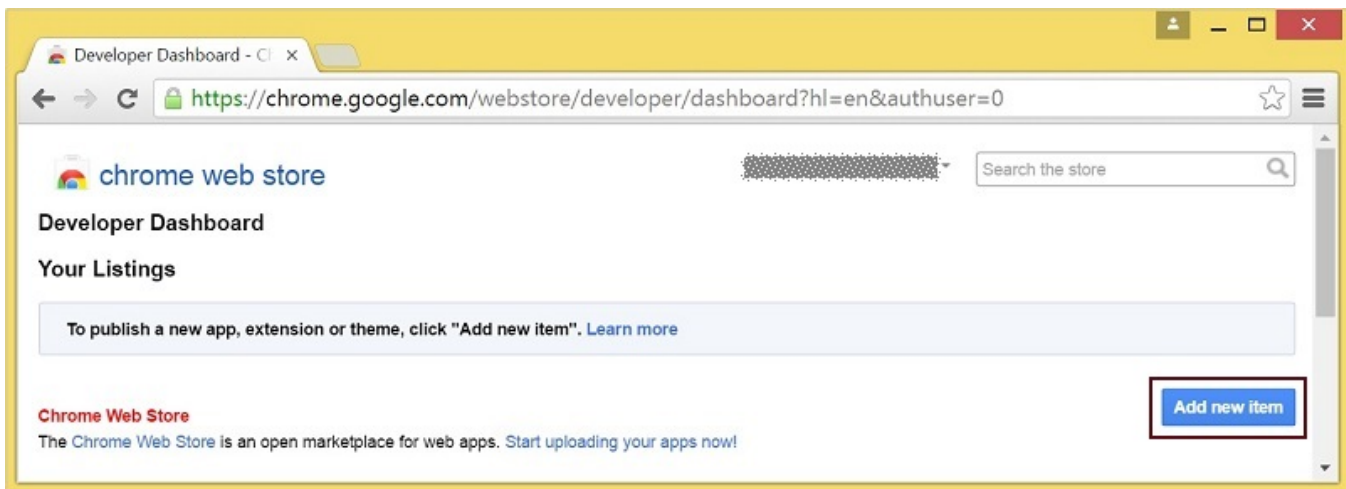 Developer Dashboard - C
https://chrome.google.com/webstore/developer/dashboard?hl=en&authuser=0
chrome web store
Search the store
Developer Dashboard
Your Listings
To publish a new app, extension or theme, click "Add new item". Learn more
Add new item
Chrome Web Store
The Chrome Web Store is an open marketplace for web apps. Start uploading your apps now!